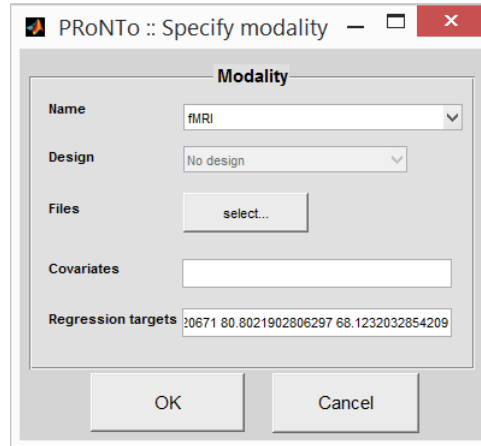 PRoNTo :: Specify modality
Modality
Name
fMRI
Design
No design
Files
select...
Covariates
Regression targets
20671 80.8021902806297 68.1232032854209
OK
Cancel